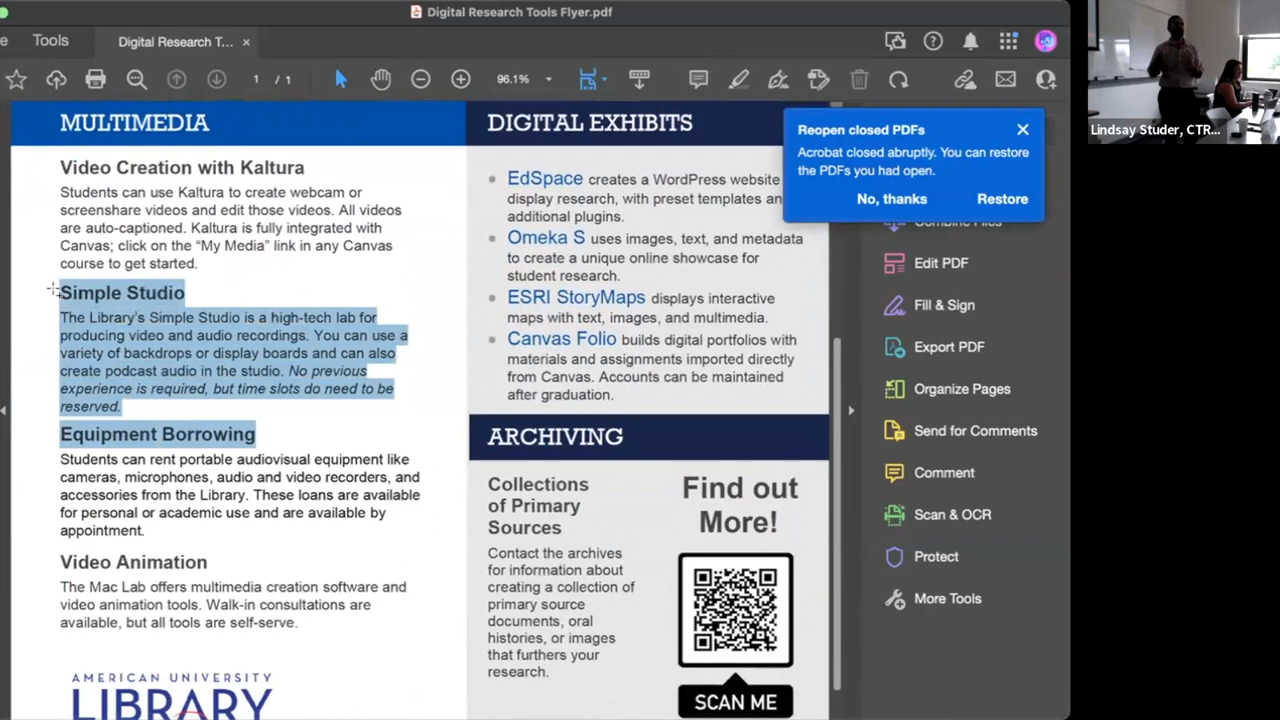 Digital Research Tools Flyer.pdf
e Tools Digital Research T... ×
1 / 1 96.1%
MULTIMEDIA
Video Creation with Kaltura
Students can use Kaltura to create webcam or
screenshare videos and edit those videos. All videos
are auto-captioned. Kaltura is fully integrated with
Canvas; click on the “My Media” link in any Canvas
course to get started.
Simple Studio
The Library’s Simple Studio is a high-tech lab for
producing video and audio recordings. You can use a
variety of backdrops or display boards and can also
create podcast audio in the studio. No previous
experience is required, but time slots do need to be
reserved.
Equipment Borrowing
Students can rent portable audiovisual equipment like
cameras, microphones, audio and video recorders, and
accessories from the Library. These loans are available
for personal or academic use and are available by
appointment.
Video Animation
The Mac Lab offers multimedia creation software and
video animation tools. Walk-in consultations are
available, but all tools are self-serve.
AMERICAN UNIVERSITY
LIBRARY
DIGITAL EXHIBITS
EdSpace creates a WordPress website
display research, with preset templates an
additional plugins.
Omeka S uses images, text, and metadata
to create a unique online showcase for
student research.
ESRI StoryMaps displays interactive
maps with text, images, and multimedia.
Canvas Folio builds digital portfolios with
materials and assignments imported directly
from Canvas. Accounts can be maintained
after graduation.
ARCHIVING
Collections
of Primary
Sources
Contact the archives
for information about
creating a collection of
primary source
documents, oral
histories, or images
that furthers your
research.
Find out
More!
SCAN ME
Reopen closed PDFs
Acrobat closed abruptly. You can restore
the PDFs you had open.
No, thanks Restore
Combine Files
Edit PDF
Fill & Sign
Export PDF
Organize Pages
Send for Comments
Comment
Scan & OCR
Protect
More Tools
Lindsay Studer, CTR...